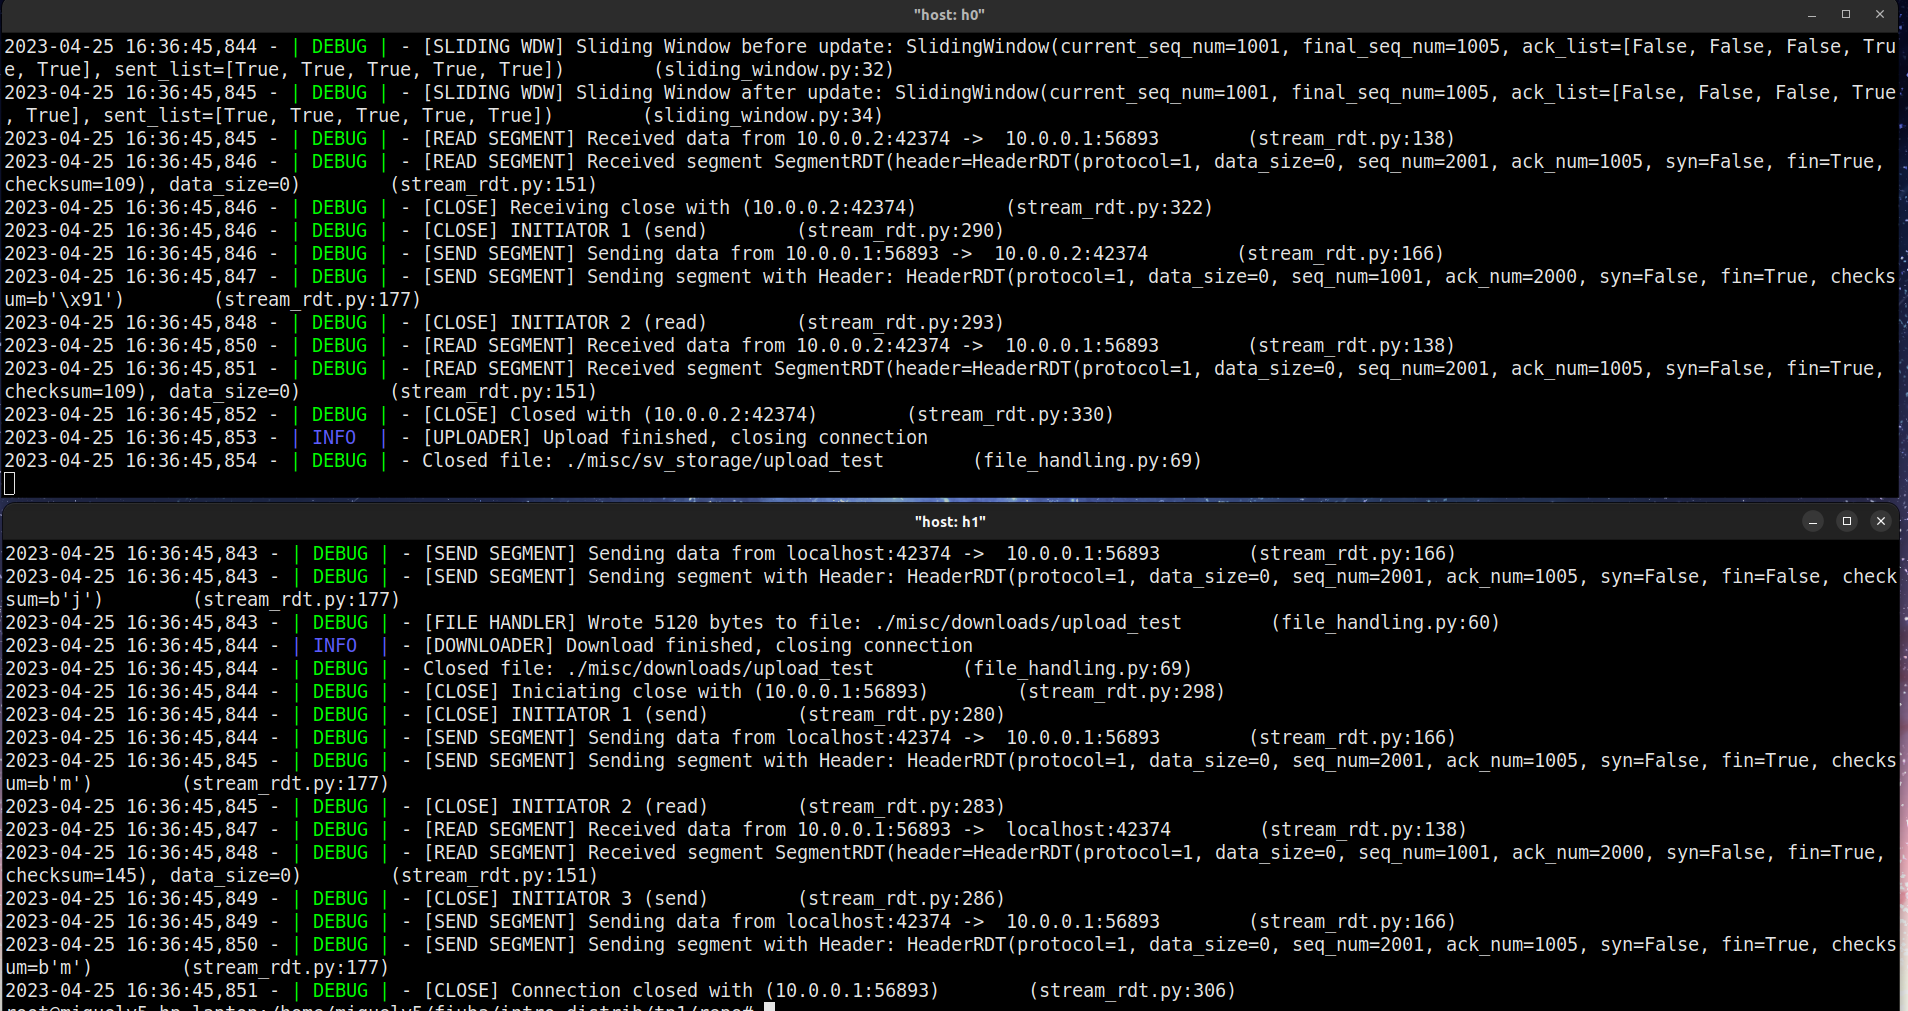 "host: h0"
2023-04-25 16:36:45,844 - | DEBUG | - [SLIDING WDW] Sliding Window before update: SlidingWindow(current_seq_num=1001, final_seq_num=1005, ack_list=[False, False, False, Tru
e, True], sent_list=[True, True, True, True, True])        (sliding_window.py:32)
2023-04-25 16:36:45,845 - | DEBUG | - [SLIDING WDW] Sliding Window after update: SlidingWindow(current_seq_num=1001, final_seq_num=1005, ack_list=[False, False, False, True
, True], sent_list=[True, True, True, True, True])        (sliding_window.py:34)
2023-04-25 16:36:45,845 - | DEBUG | - [READ SEGMENT] Received data from 10.0.0.2:42374 ->  10.0.0.1:56893        (stream_rdt.py:138)
2023-04-25 16:36:45,846 - | DEBUG | - [READ SEGMENT] Received segment SegmentRDT(header=HeaderRDT(protocol=1, data_size=0, seq_num=2001, ack_num=1005, syn=False, fin=True,
checksum=109), data_size=0)        (stream_rdt.py:151)
2023-04-25 16:36:45,846 - | DEBUG | - [CLOSE] Receiving close with (10.0.0.2:42374)        (stream_rdt.py:322)
2023-04-25 16:36:45,846 - | DEBUG | - [CLOSE] INITIATOR 1 (send)        (stream_rdt.py:290)
2023-04-25 16:36:45,846 - | DEBUG | - [SEND SEGMENT] Sending data from 10.0.0.1:56893 ->  10.0.0.2:42374        (stream_rdt.py:166)
2023-04-25 16:36:45,847 - | DEBUG | - [SEND SEGMENT] Sending segment with Header: HeaderRDT(protocol=1, data_size=0, seq_num=1001, ack_num=2000, syn=False, fin=True, checks
um=b'\x91')        (stream_rdt.py:177)
2023-04-25 16:36:45,848 - | DEBUG | - [CLOSE] INITIATOR 2 (read)        (stream_rdt.py:293)
2023-04-25 16:36:45,850 - | DEBUG | - [READ SEGMENT] Received data from 10.0.0.2:42374 ->  10.0.0.1:56893        (stream_rdt.py:138)
2023-04-25 16:36:45,851 - | DEBUG | - [READ SEGMENT] Received segment SegmentRDT(header=HeaderRDT(protocol=1, data_size=0, seq_num=2001, ack_num=1005, syn=False, fin=True,
checksum=109), data_size=0)        (stream_rdt.py:151)
2023-04-25 16:36:45,852 - | DEBUG | - [CLOSE] Closed with (10.0.0.2:42374)        (stream_rdt.py:330)
2023-04-25 16:36:45,853 - | INFO  | - [UPLOADER] Upload finished, closing connection
2023-04-25 16:36:45,854 - | DEBUG | - Closed file: ./misc/sv_storage/upload_test        (file_handling.py:69)
"host: h1"
2023-04-25 16:36:45,843 - | DEBUG | - [SEND SEGMENT] Sending data from localhost:42374 ->  10.0.0.1:56893        (stream_rdt.py:166)
2023-04-25 16:36:45,843 - | DEBUG | - [SEND SEGMENT] Sending segment with Header: HeaderRDT(protocol=1, data_size=0, seq_num=2001, ack_num=1005, syn=False, fin=False, check
sum=b'j')        (stream_rdt.py:177)
2023-04-25 16:36:45,843 - | DEBUG | - [FILE HANDLER] Wrote 5120 bytes to file: ./misc/downloads/upload_test        (file_handling.py:60)
2023-04-25 16:36:45,844 - | INFO  | - [DOWNLOADER] Download finished, closing connection
2023-04-25 16:36:45,844 - | DEBUG | - Closed file: ./misc/downloads/upload_test        (file_handling.py:69)
2023-04-25 16:36:45,844 - | DEBUG | - [CLOSE] Iniciating close with (10.0.0.1:56893)        (stream_rdt.py:298)
2023-04-25 16:36:45,844 - | DEBUG | - [CLOSE] INITIATOR 1 (send)        (stream_rdt.py:280)
2023-04-25 16:36:45,844 - | DEBUG | - [SEND SEGMENT] Sending data from localhost:42374 ->  10.0.0.1:56893        (stream_rdt.py:166)
2023-04-25 16:36:45,845 - | DEBUG | - [SEND SEGMENT] Sending segment with Header: HeaderRDT(protocol=1, data_size=0, seq_num=2001, ack_num=1005, syn=False, fin=True, checks
um=b'm')        (stream_rdt.py:177)
2023-04-25 16:36:45,845 - | DEBUG | - [CLOSE] INITIATOR 2 (read)        (stream_rdt.py:283)
2023-04-25 16:36:45,847 - | DEBUG | - [READ SEGMENT] Received data from 10.0.0.1:56893 ->  localhost:42374        (stream_rdt.py:138)
2023-04-25 16:36:45,848 - | DEBUG | - [READ SEGMENT] Received segment SegmentRDT(header=HeaderRDT(protocol=1, data_size=0, seq_num=1001, ack_num=2000, syn=False, fin=True,
checksum=145), data_size=0)        (stream_rdt.py:151)
2023-04-25 16:36:45,849 - | DEBUG | - [CLOSE] INITIATOR 3 (send)        (stream_rdt.py:286)
2023-04-25 16:36:45,849 - | DEBUG | - [SEND SEGMENT] Sending data from localhost:42374 ->  10.0.0.1:56893        (stream_rdt.py:166)
2023-04-25 16:36:45,850 - | DEBUG | - [SEND SEGMENT] Sending segment with Header: HeaderRDT(protocol=1, data_size=0, seq_num=2001, ack_num=1005, syn=False, fin=True, checks
um=b'm')        (stream_rdt.py:177)
2023-04-25 16:36:45,851 - | DEBUG | - [CLOSE] Connection closed with (10.0.0.1:56893)        (stream_rdt.py:306)